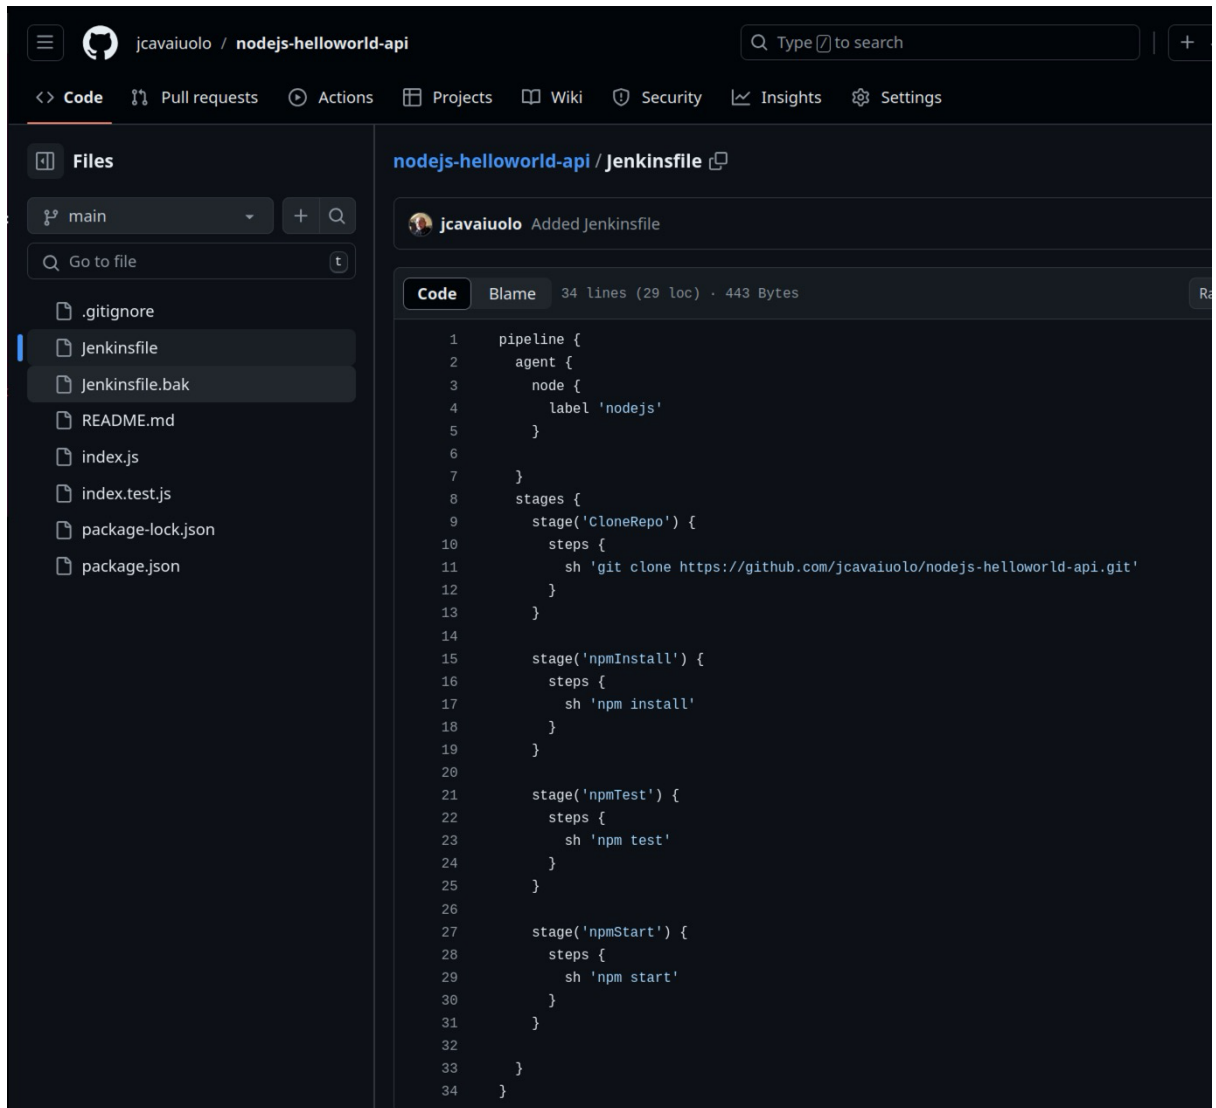 jcavaiuolo / nodejs-helloworld-api
Type / to search
+
<> Code Pull requests Actions Projects Wiki Security Insights Settings
Files
main
+
Go to file t
.gitignore
Jenkinsfile
Jenkinsfile.bak
README.md
index.js
index.test.js
package-lock.json
package.json
nodejs-helloworld-api / Jenkinsfile
jcavaiuolo Added Jenkinsfile
Code Blame 34 lines (29 loc) · 443 Bytes
Ra
1 pipeline {
2   agent {
3     node {
4       label 'nodejs'
5     }
6
7   }
8   stages {
9     stage('CloneRepo') {
10       steps {
11         sh 'git clone https://github.com/jcavaiuolo/nodejs-helloworld-api.git'
12       }
13     }
14
15     stage('npmInstall') {
16       steps {
17         sh 'npm install'
18       }
19     }
20
21     stage('npmTest') {
22       steps {
23         sh 'npm test'
24       }
25     }
26
27     stage('npmStart') {
28       steps {
29         sh 'npm start'
30       }
31     }
32
33   }
34 }